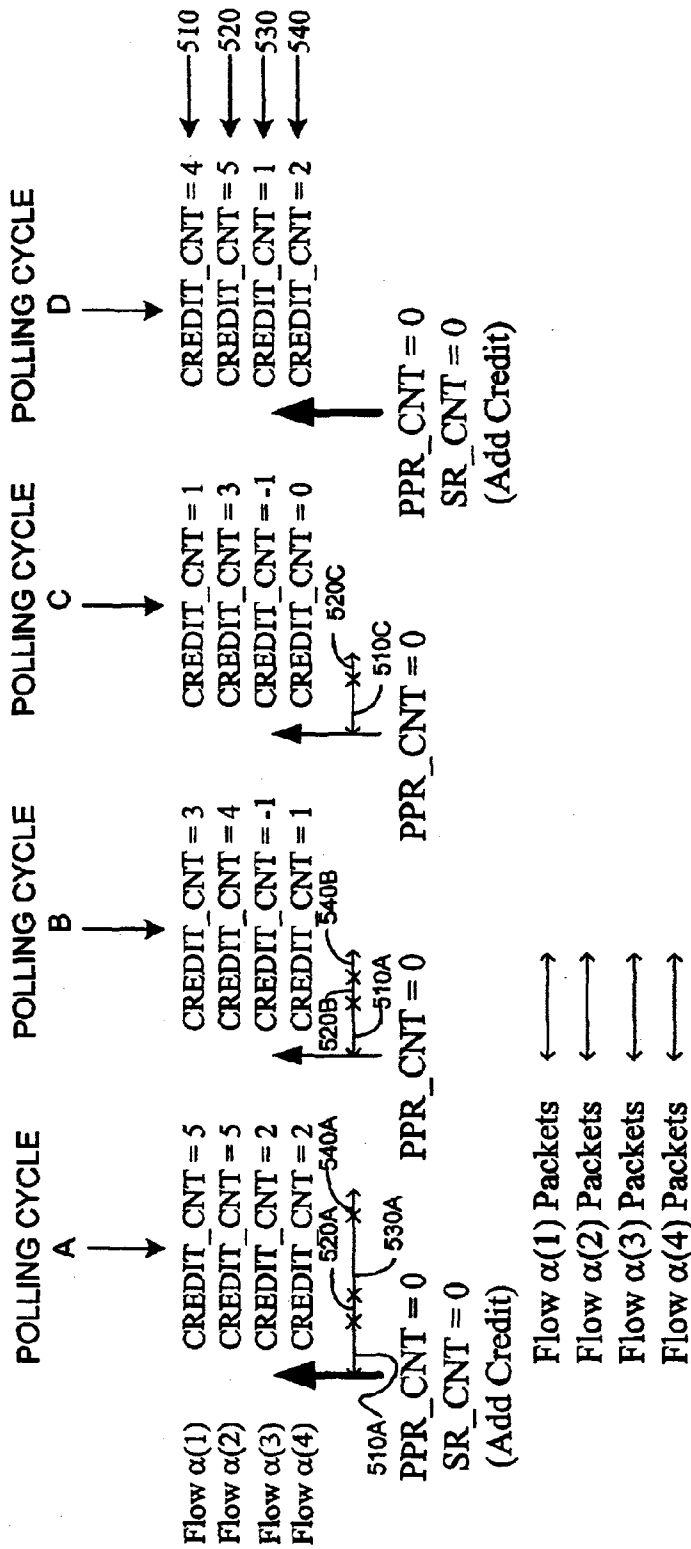 POLLING CYCLE
A
POLLING CYCLE
B
POLLING CYCLE
C
POLLING CYCLE
D
Flow α(1)
CREDIT_CNT = 5
CREDIT_CNT = 3
CREDIT_CNT = 1
CREDIT_CNT = 4
510
Flow α(2)
CREDIT_CNT = 5
CREDIT_CNT = 4
CREDIT_CNT = 3
CREDIT_CNT = 5
520
Flow α(3)
CREDIT_CNT = 2
CREDIT_CNT = -1
CREDIT_CNT = -1
CREDIT_CNT = 1
530
Flow α(4)
CREDIT_CNT = 2
CREDIT_CNT = 1
CREDIT_CNT = 0
CREDIT_CNT = 2
540
520A
540A
520B
540B
520C
510A
530A
510A
510C
PPR_CNT = 0
SR_CNT = 0
(Add Credit)
PPR_CNT = 0
PPR_CNT = 0
PPR_CNT = 0
SR_CNT = 0
(Add Credit)
Flow α(1) Packets
Flow α(2) Packets
Flow α(3) Packets
Flow α(4) Packets